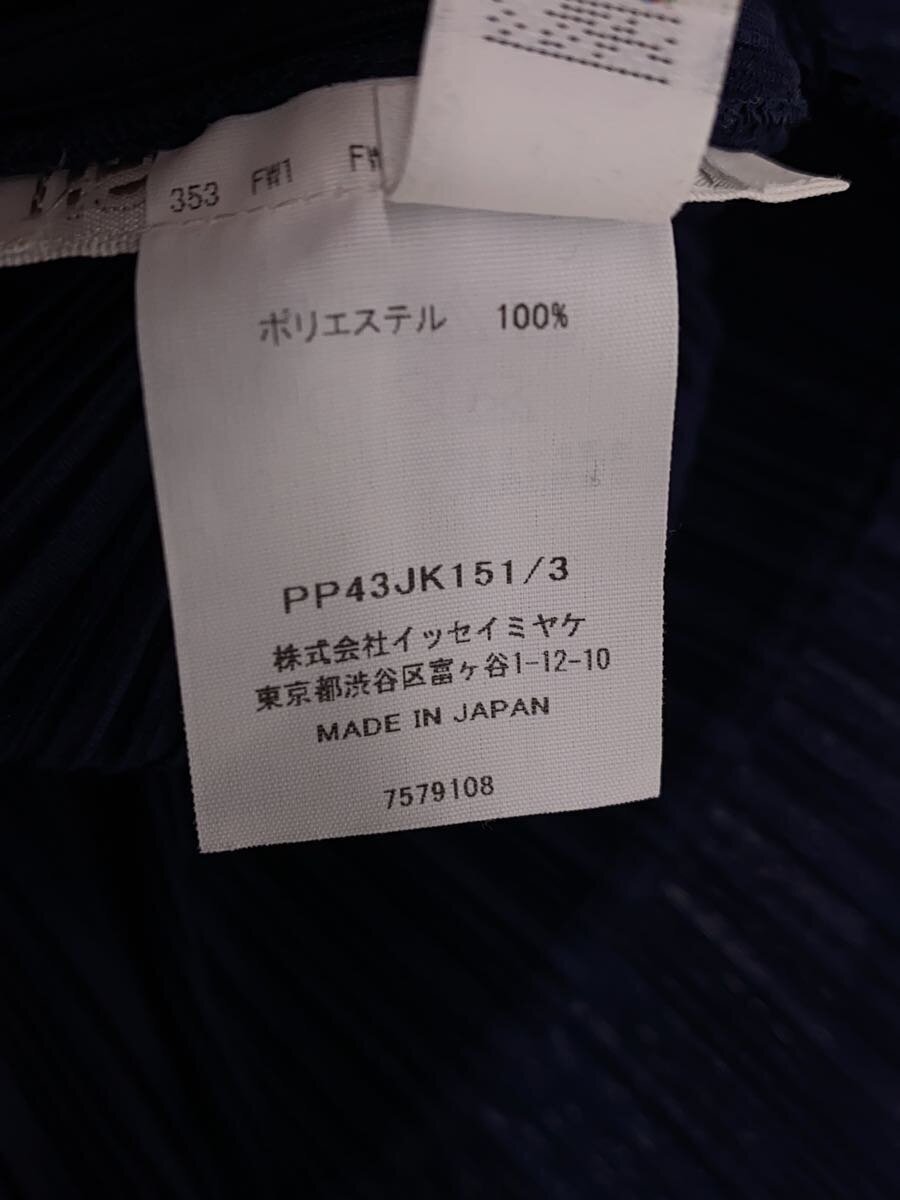 353 F#1
ポリエステル 100%
PP43JK151/3
株式会社イッセイミヤケ
東京都渋谷区富ヶ谷1-12-10
MADE IN JAPAN
7579108